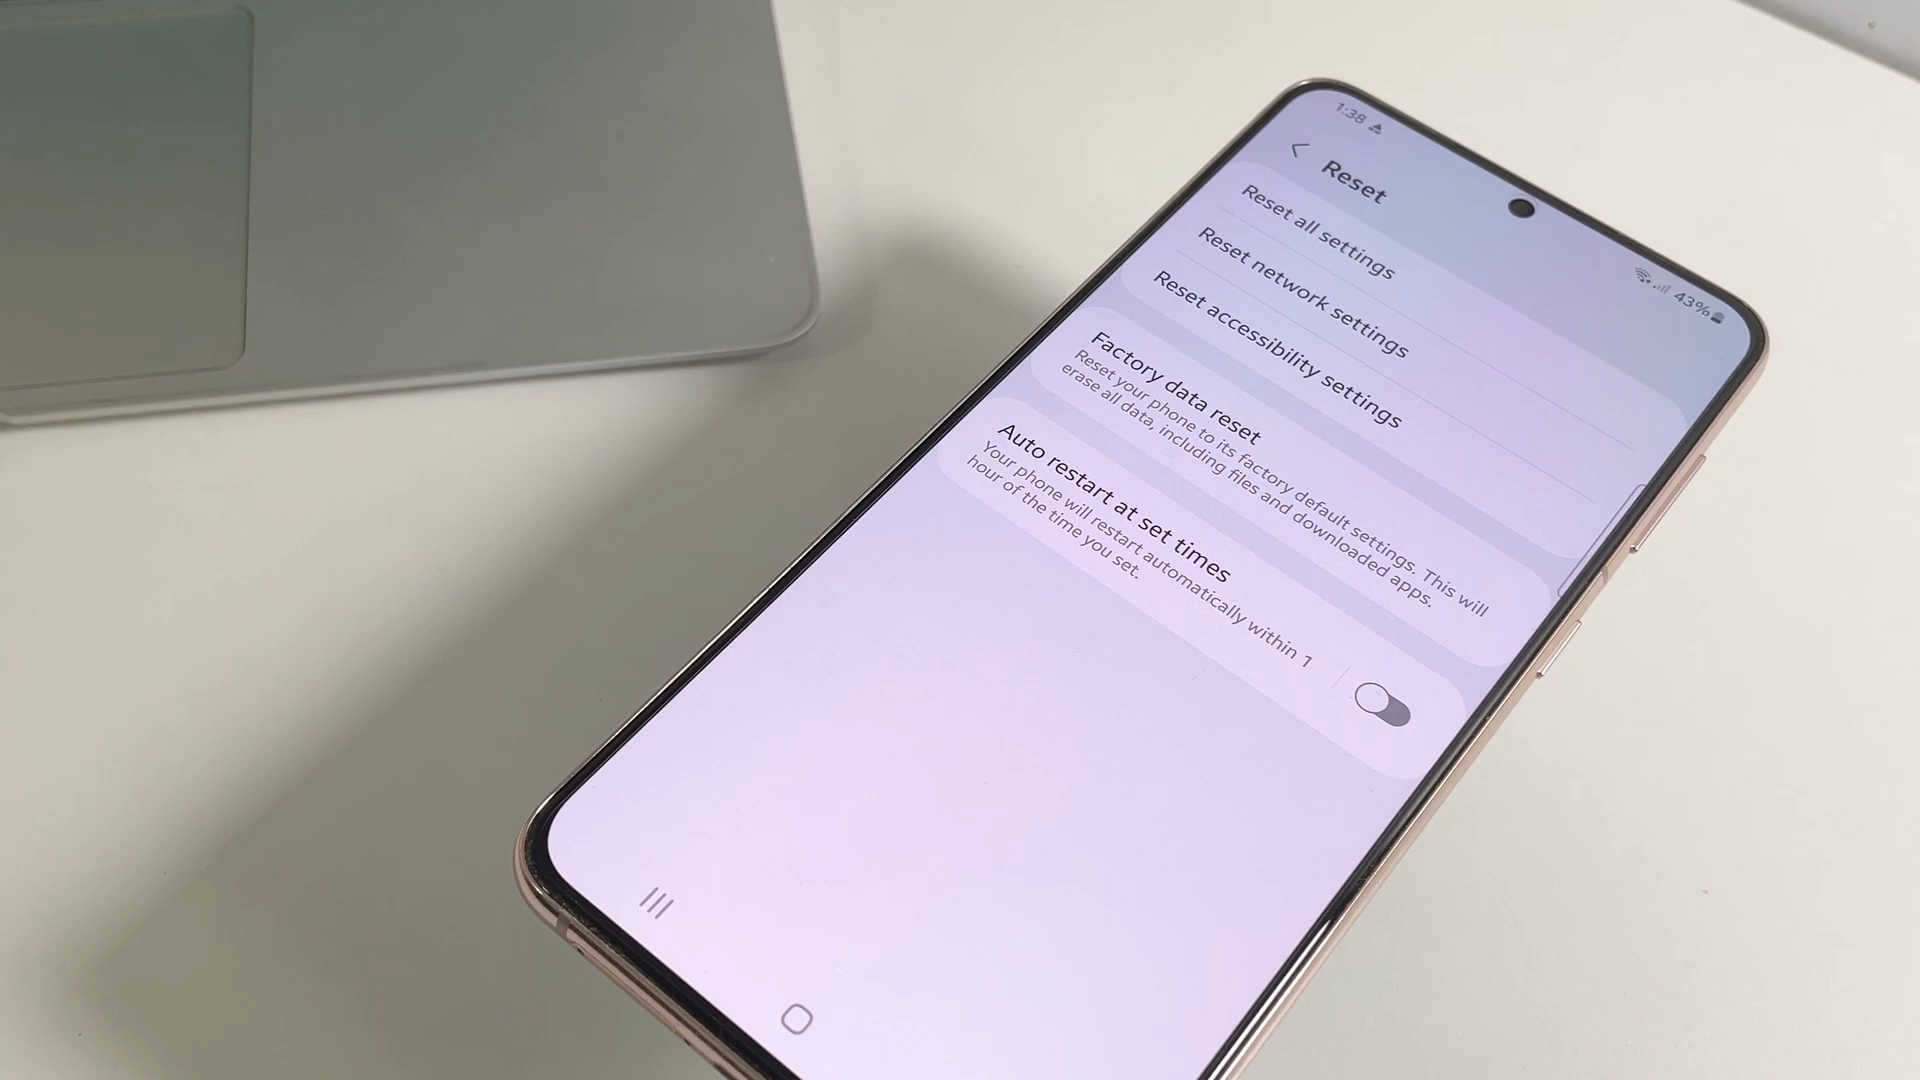 1:38
43%
Reset
Reset all settings
Reset network settings
Reset accessibility settings
Factory data reset
Reset your phone to its factory default settings. This will
erase all data, including files and downloaded apps.
Auto restart at set times
Your phone will restart automatically within 1
hour of the time you set.